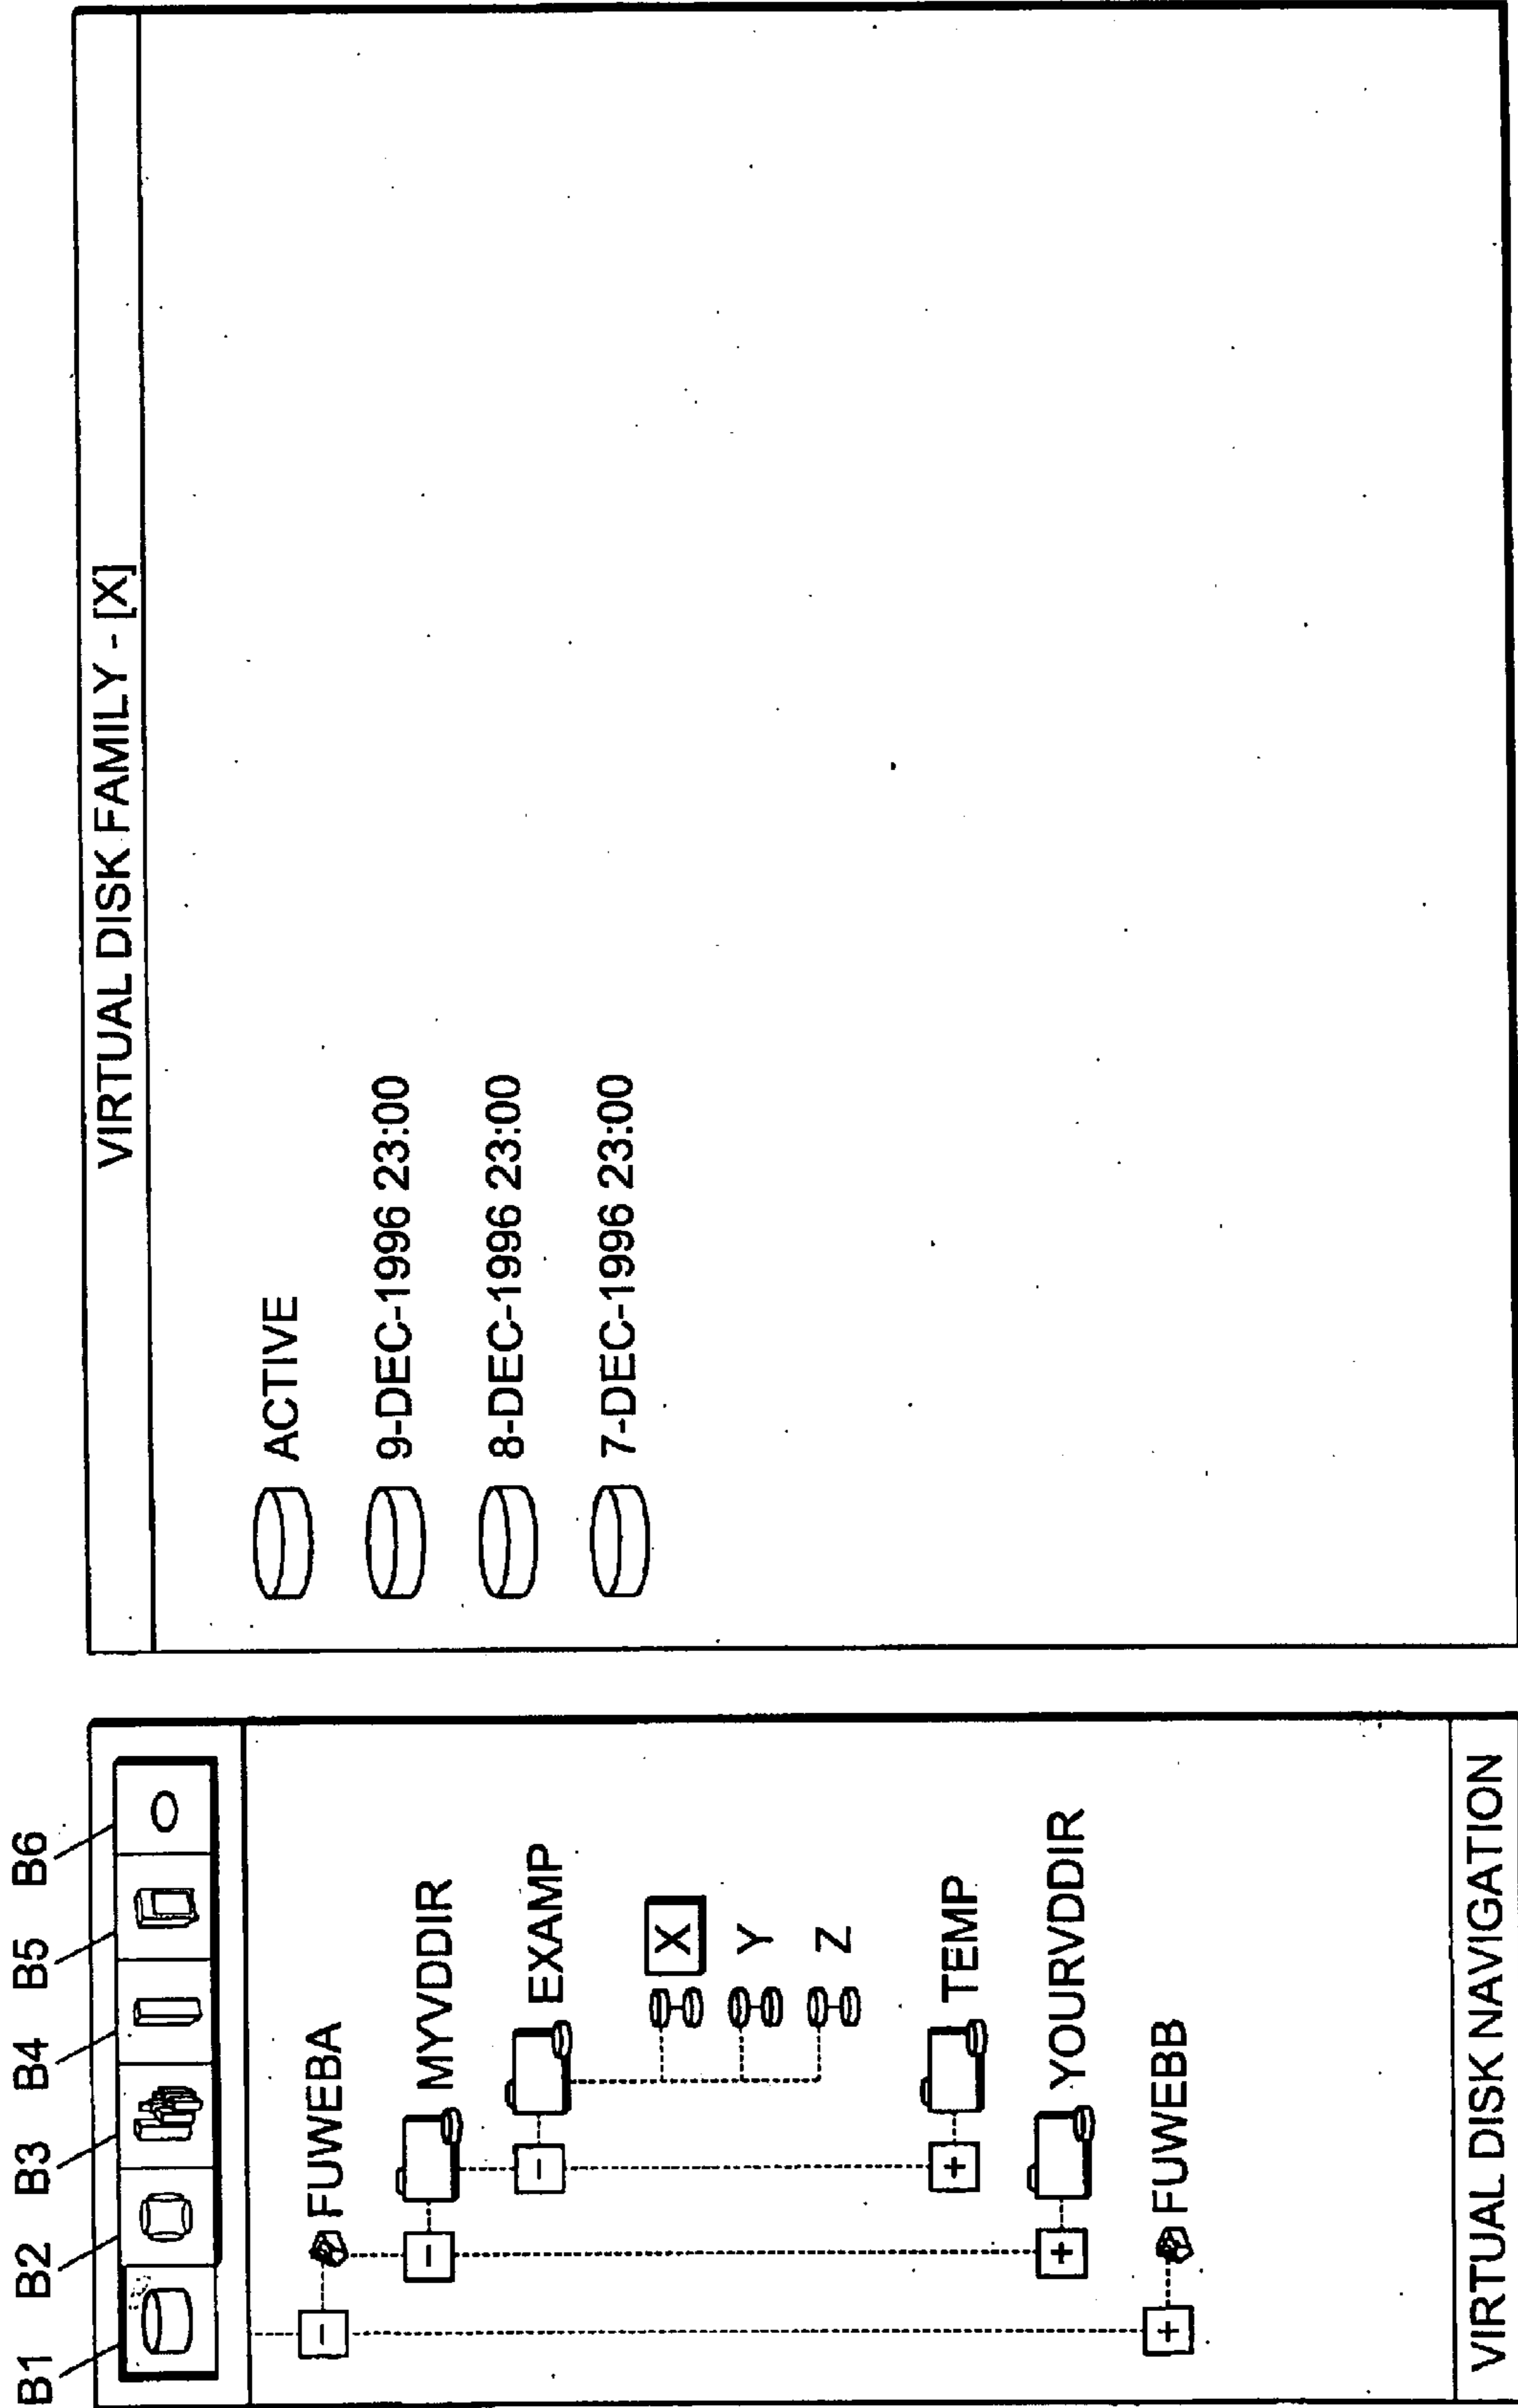 B1 B2 B3 B4 B5 B6
FUWEBA
MYVDDIR
EXAMP
X
Y
Z
TEMP
YOURVDDIR
FUWEBB
VIRTUAL DISK NAVIGATION
VIRTUAL DISK FAMILY - [X]
ACTIVE
9-DEC-1996 23:00
8-DEC-1996 23:00
7-DEC-1996 23:00